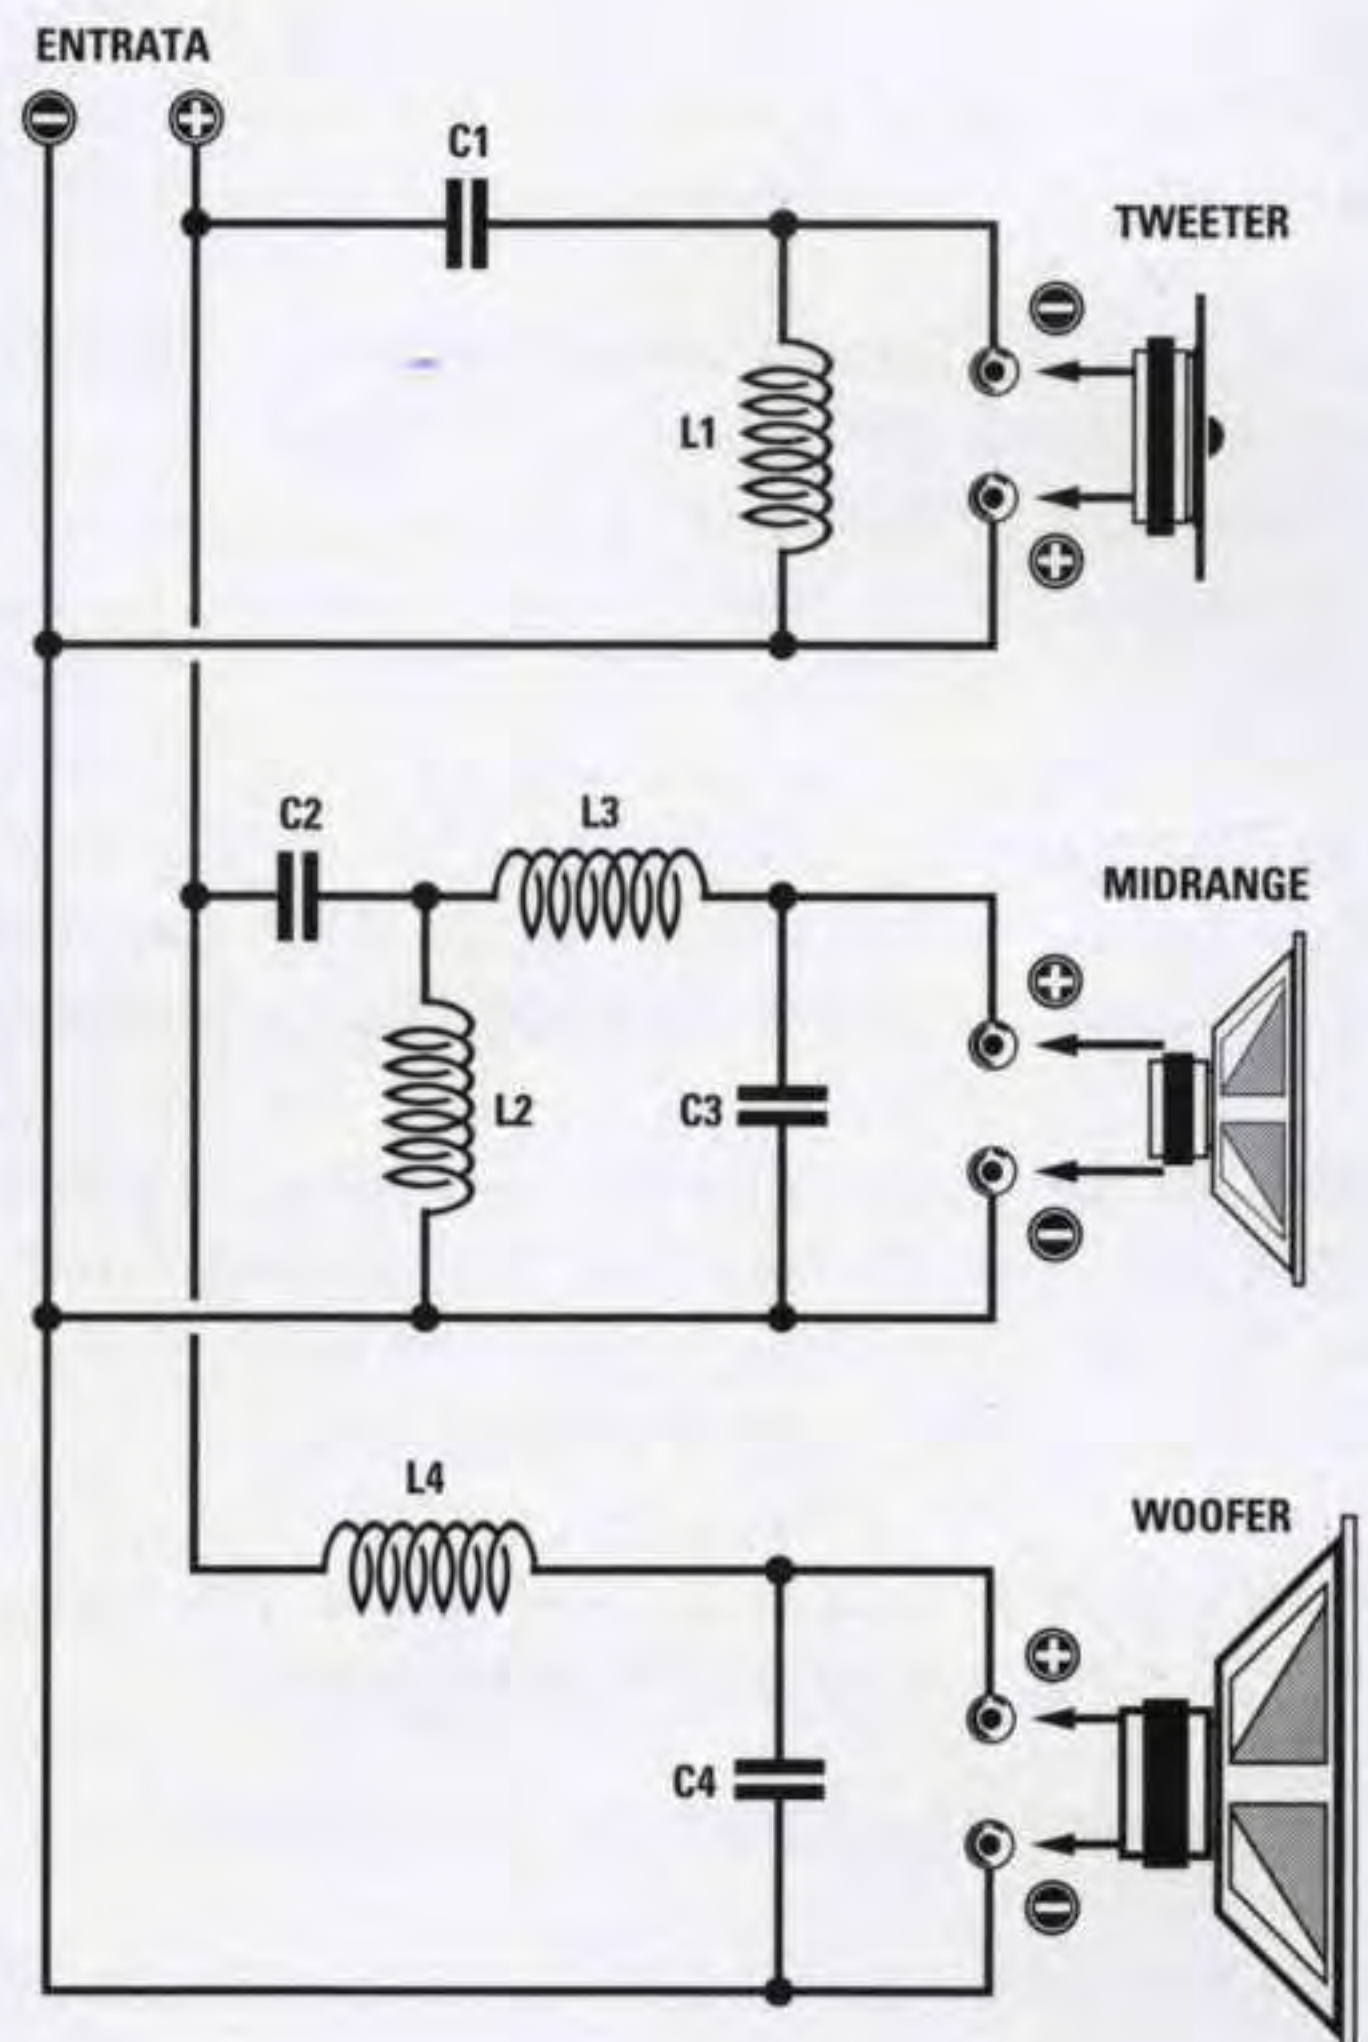 ENTRATA
− +
C1
TWEETER
−
L1
+
C2 L3
MIDRANGE
+
L2 C3
−
L4
WOOFER
+
C4
−